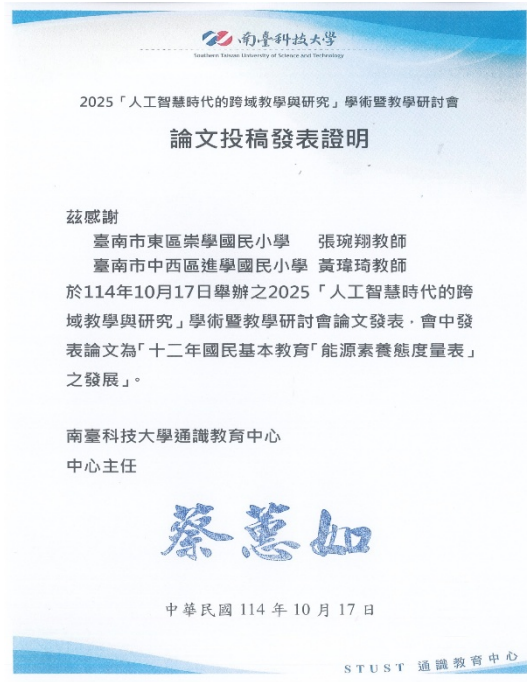 南臺科技大學
Southern Taiwan University of Science and Technology
2025「人工智慧時代的跨域教學與研究」學術暨教學研討會
論文投稿發表證明
茲感謝
臺南市東區崇學國民小學 張琬翔教師
臺南市中西區進學國民小學 黃瑋琦教師
於114年10月17日舉辦之2025「人工智慧時代的跨
域教學與研究」學術暨教學研討會論文發表，會中發
表論文為「十二年國民基本教育「能源素養態度量表」
之發展」。
南臺科技大學通識教育中心
中心主任
蔡蕙如
中華民國 114 年 10 月 17 日
STUST 通識教育中心